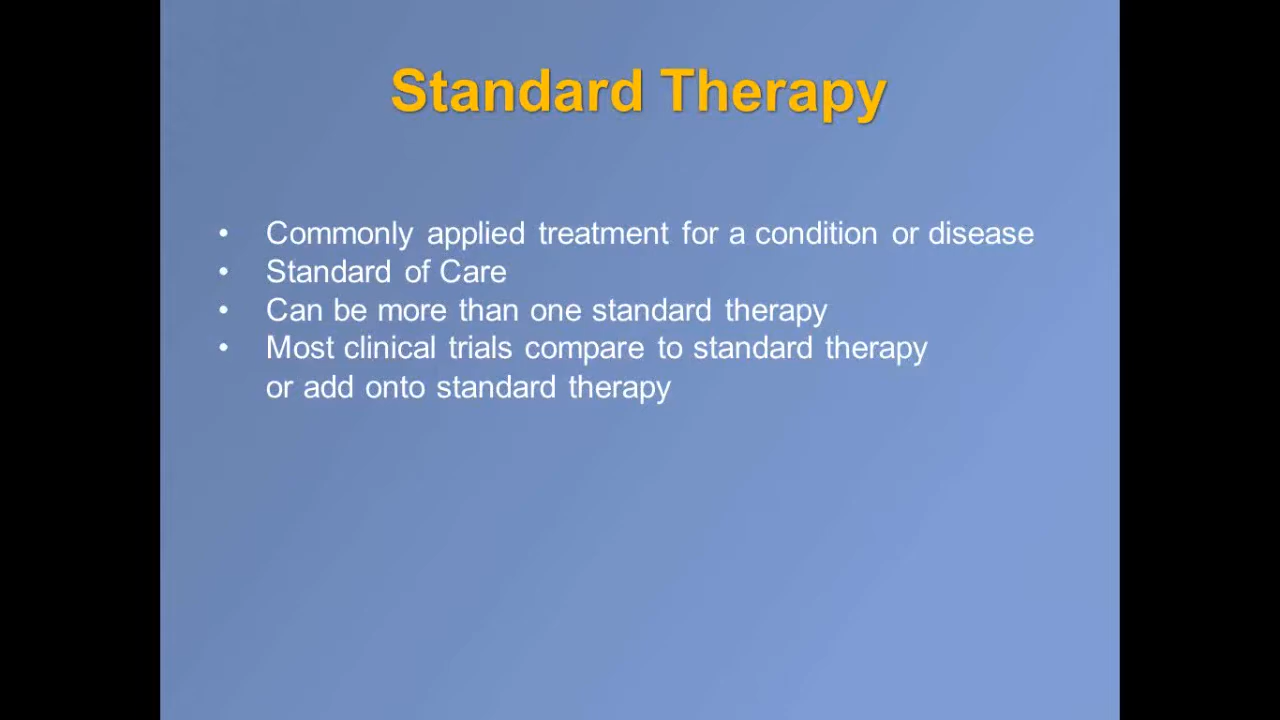 Standard Therapy
• Commonly applied treatment for a condition or disease
• Standard of Care
• Can be more than one standard therapy
• Most clinical trials compare to standard therapy
or add onto standard therapy